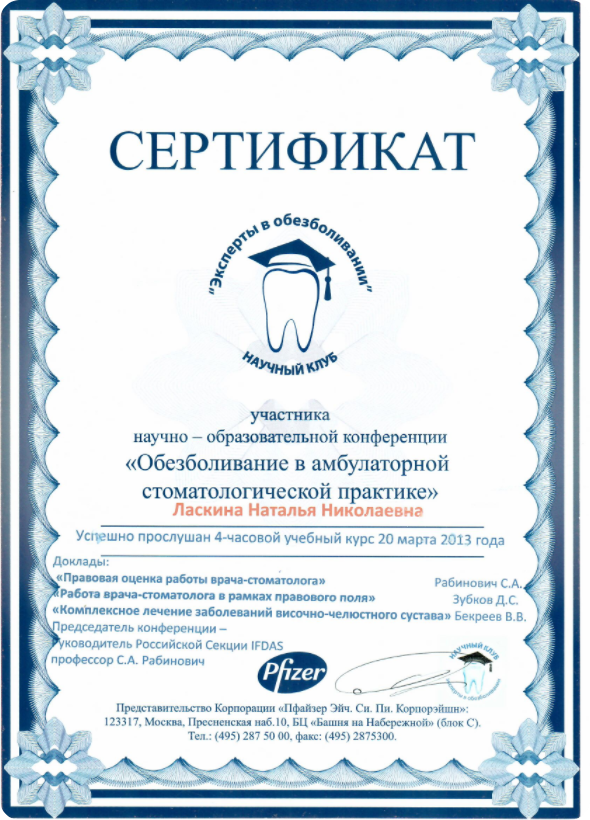 СЕРТИФИКАТ
"Эксперты в обезболивании"
НАУЧНЫЙ КЛУБ
участника
научно – образовательной конференции
«Обезболивание в амбулаторной
стоматологической практике»
Ласкина Наталья Николаевна
Успешно прослушан 4-часовой учебный курс 20 марта 2013 года
Доклады:
«Правовая оценка работы врача-стоматолога» Рабинович С.А.
«Работа врача-стоматолога в рамках правового поля» Зубков Д.С.
«Комплексное лечение заболеваний височно-челюстного сустава» Бекреев В.В.
Председатель конференции –
уководитель Российской Секции IFDAS
профессор С.А. Рабинович
Pfizer
НАУЧНЫЙ КЛУБ
Представительство Корпорации «Пфайзер Эйч. Си. Пи. Корпорэйшн»:
123317, Москва, Пресненская наб.10, БЦ «Башня на Набережной» (блок С).
Тел.: (495) 287 50 00, факс: (495) 2875300.